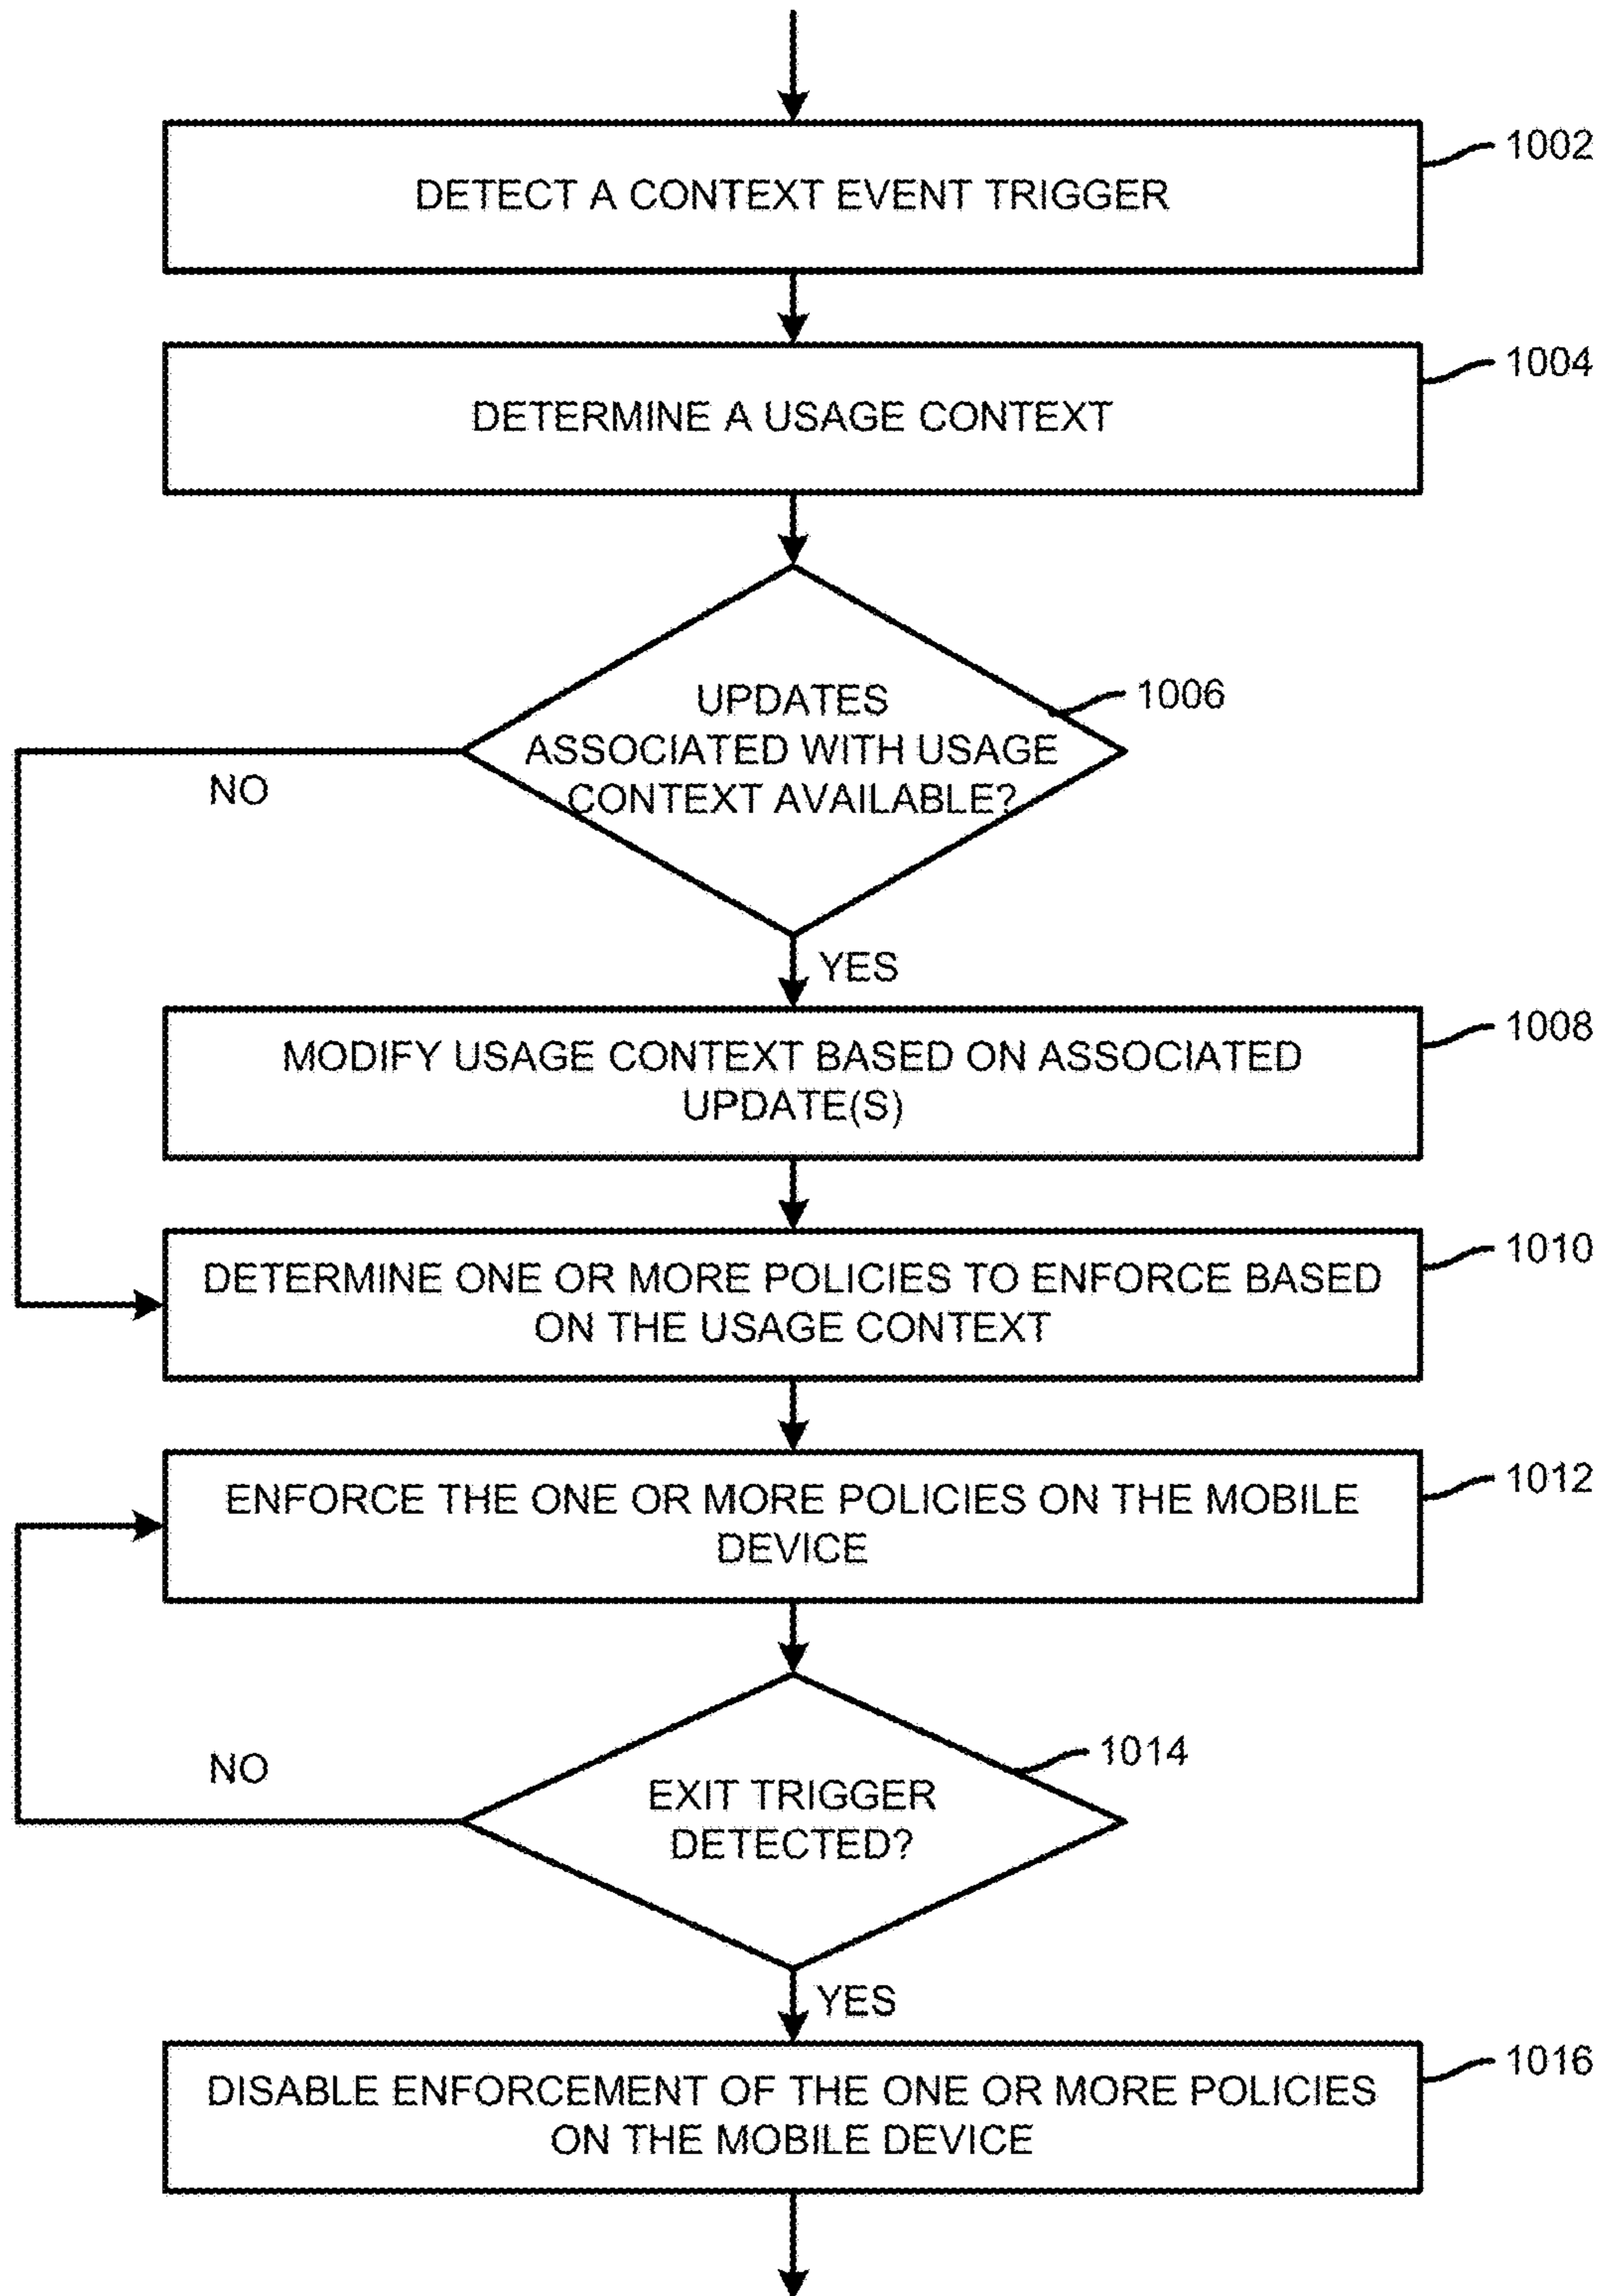 DETECT A CONTEXT EVENT TRIGGER
1002
DETERMINE A USAGE CONTEXT
1004
UPDATES
ASSOCIATED WITH USAGE
CONTEXT AVAILABLE?
1006
NO
YES
MODIFY USAGE CONTEXT BASED ON ASSOCIATED
UPDATE(S)
1008
DETERMINE ONE OR MORE POLICIES TO ENFORCE BASED
ON THE USAGE CONTEXT
1010
ENFORCE THE ONE OR MORE POLICIES ON THE MOBILE
DEVICE
1012
EXIT TRIGGER
DETECTED?
1014
NO
YES
DISABLE ENFORCEMENT OF THE ONE OR MORE POLICIES
ON THE MOBILE DEVICE
1016